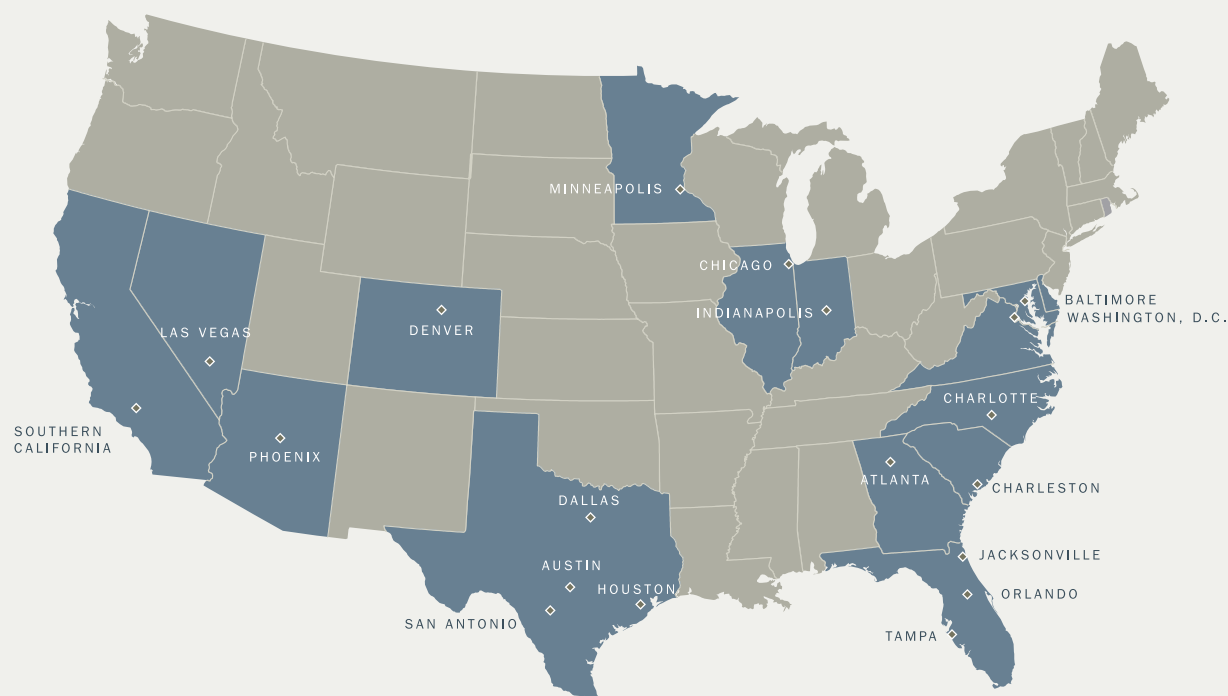 MINNEAPOLIS
CHICAGO
BALTIMORE
INDIANAPOLIS
WASHINGTON, D.C.
LAS VEGAS
DENVER
CHARLOTTE
SOUTHERN
CALIFORNIA
PHOENIX
ATLANTA
CHARLESTON
DALLAS
JACKSONVILLE
AUSTIN
HOUSTON
ORLANDO
SAN ANTONIO
TAMPA